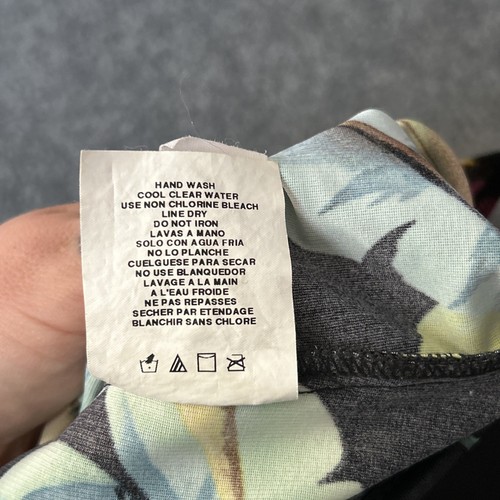 HAND WASH
COOL CLEAR WATER
USE NON CHLORINE BLEACH
LINE DRY
DO NOT IRON
LAVAS A MANO
SOLO CON AGUA FRIA
NO LO PLANCHE
CUELGUESE PARA SECAR
NO USE BLANQUEDOR
LAVAGE A LA MAIN
A L'EAU FROIDE
NE PAS REPASSES
SECHER PAR ETENDAGE
BLANCHIR SANS CHLORE